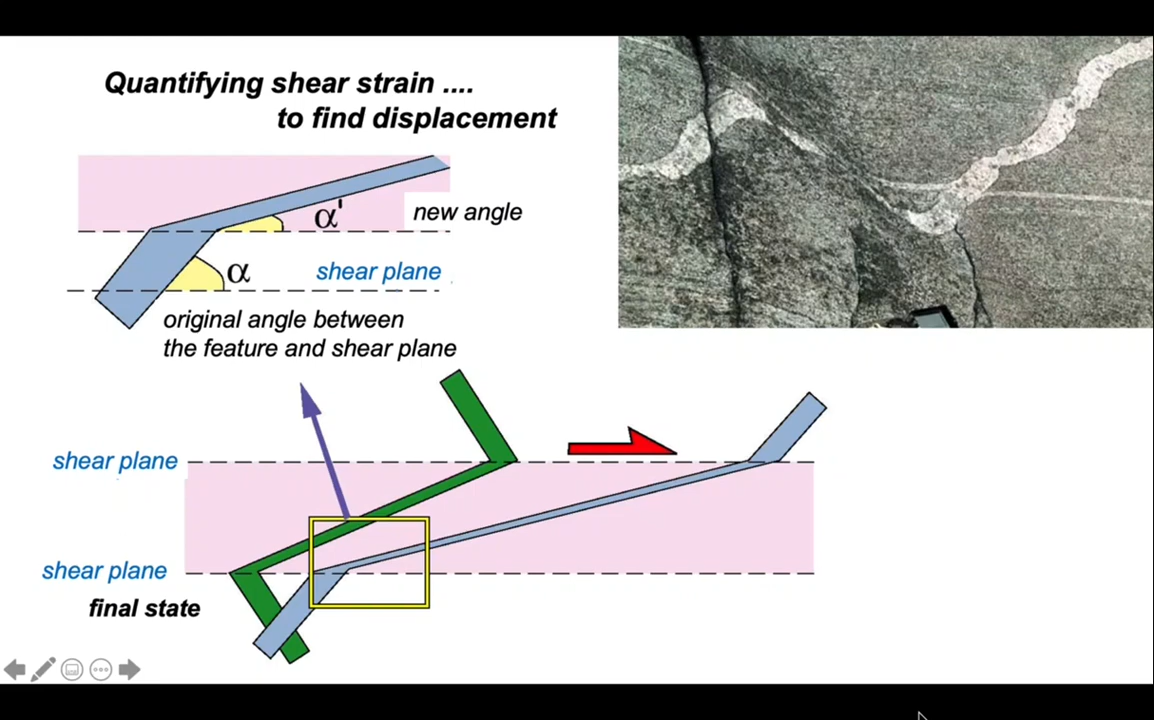 Quantifying shear strain ....
to find displacement
α'
new angle
α
shear plane
original angle between
the feature and shear plane
shear plane
shear plane
final state